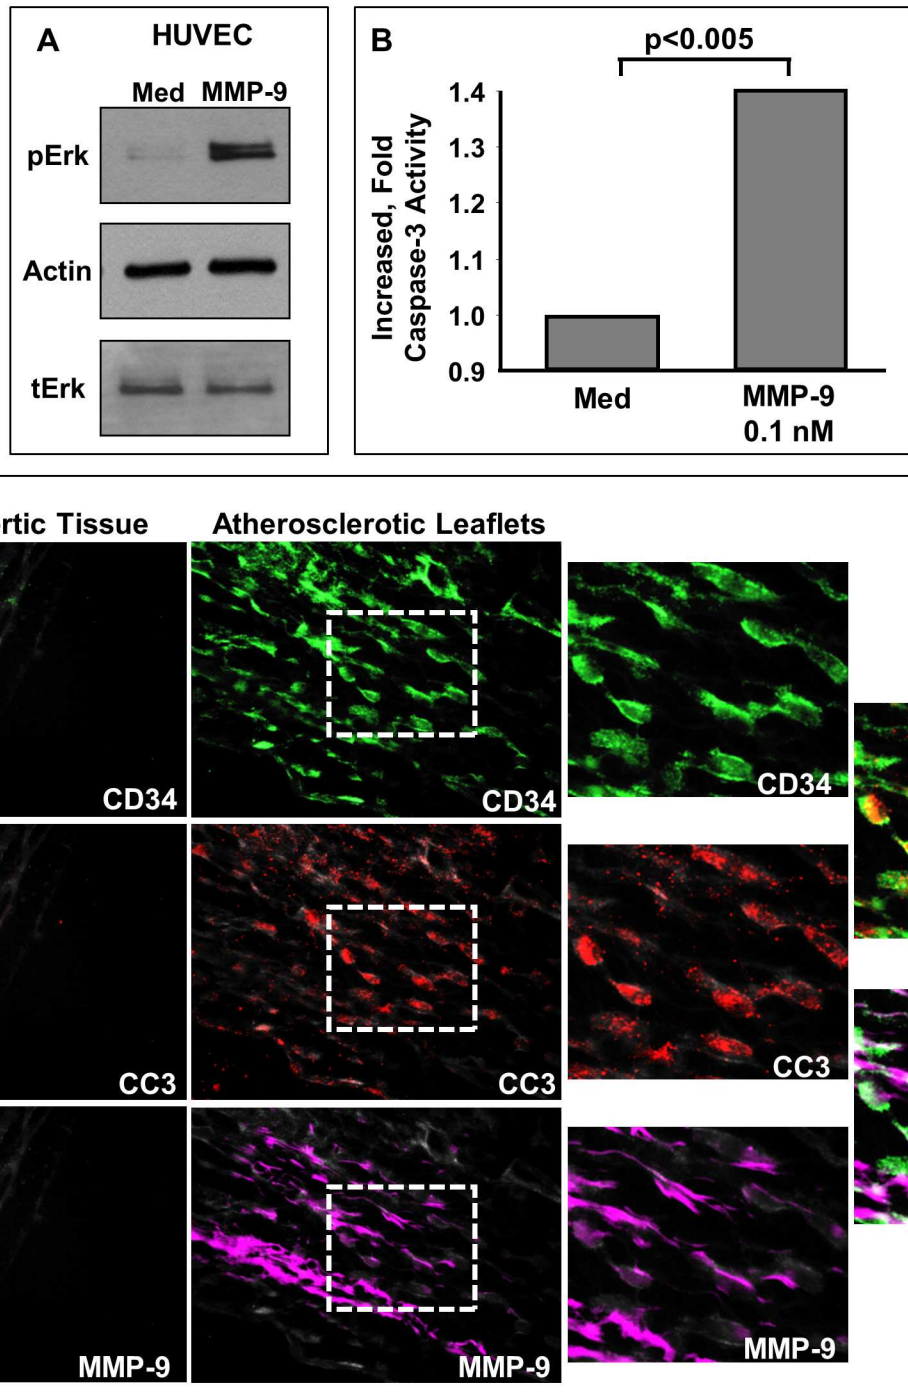 A
HUVEC
Med MMP-9
pErk
Actin
tErk
B
p<0.005
1.4
1.3
1.2
1.1
1.0
0.9
Increased, Fold
Caspase-3 Activity
Med
MMP-9
0.1 nM
rtic Tissue
Atherosclerotic Leaflets
CD34
CD34
CD34
CC3
CC3
CC3
MMP-9
MMP-9
MMP-9